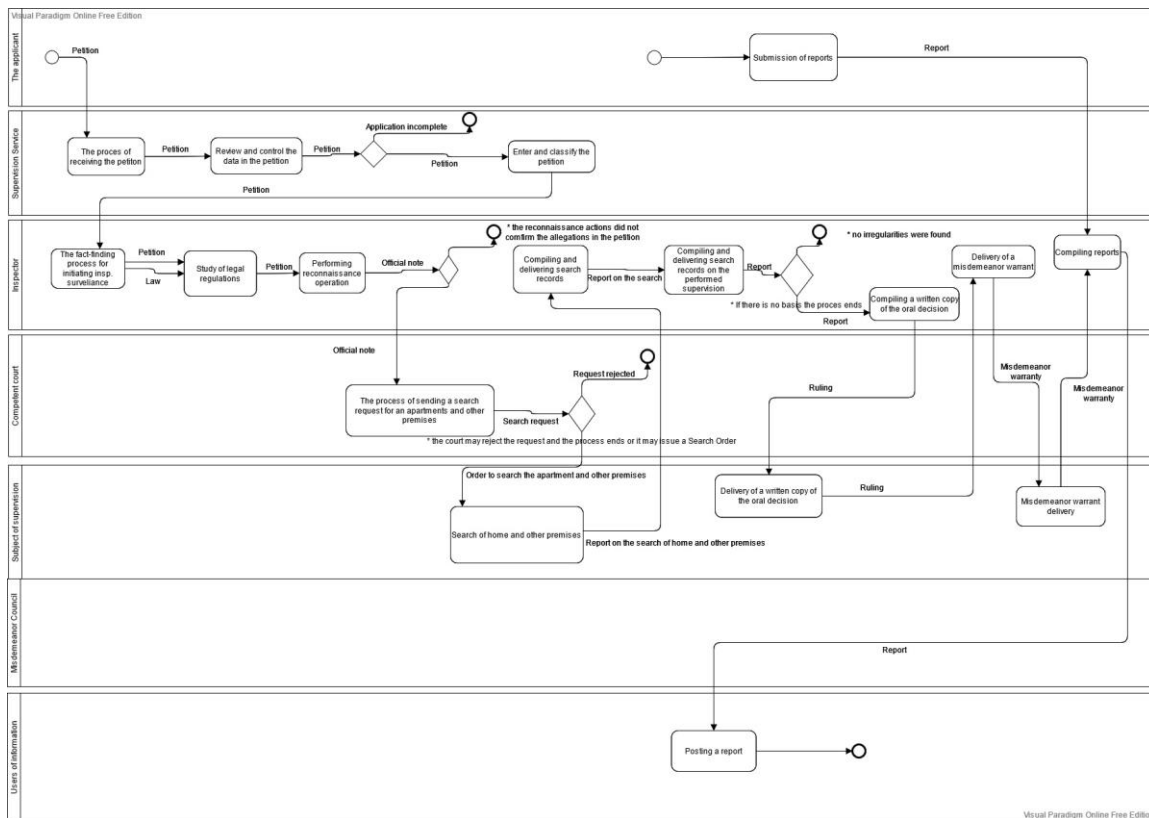 Visual Paradigm Online Free Edition
The applicant
Petition
Submission of reports
Report
Supervision Service
The proces of
receiving the petiton
Petition
Review and control the
data in the petition
Petition
Application incomplete
Petition
Enter and classify the
petition
Petition
Inspector
The fact-finding
process for
initiating insp.
surveliance
Petition
Law
Study of legal
regulations
Petition
Performing
reconnaissance
operation
Official note
* the reconnaissance actions did not
confirm the allegations in the petition
Compiling and
delivering search
records
Report on the search
Compiling and
delivering search
records on the
performed
supervision
Report
* no irregularities were found
* If there is no basis the proces ends
Report
Compiling a written copy
of the oral decision
Delivery of a
misdemeanor warrant
Compiling reports
Competent court
Official note
The process of sending a search
request for an apartments and other
premises
Search request
Request rejected
* the court may reject the request and the process ends or it may issue a Search Order
Ruling
Misdemeanor
warranty
Misdemeanor
warranty
Subject of supervision
Order to search the apartment and other premises
Search of home and other premises
Report on the search of home and other premises
Delivery of a written copy of
the oral decision
Ruling
Misdemeanor warrant
delivery
Misdemeanor Council
Report
Users of information
Posting a report
Visual Paradigm Online Free Edition